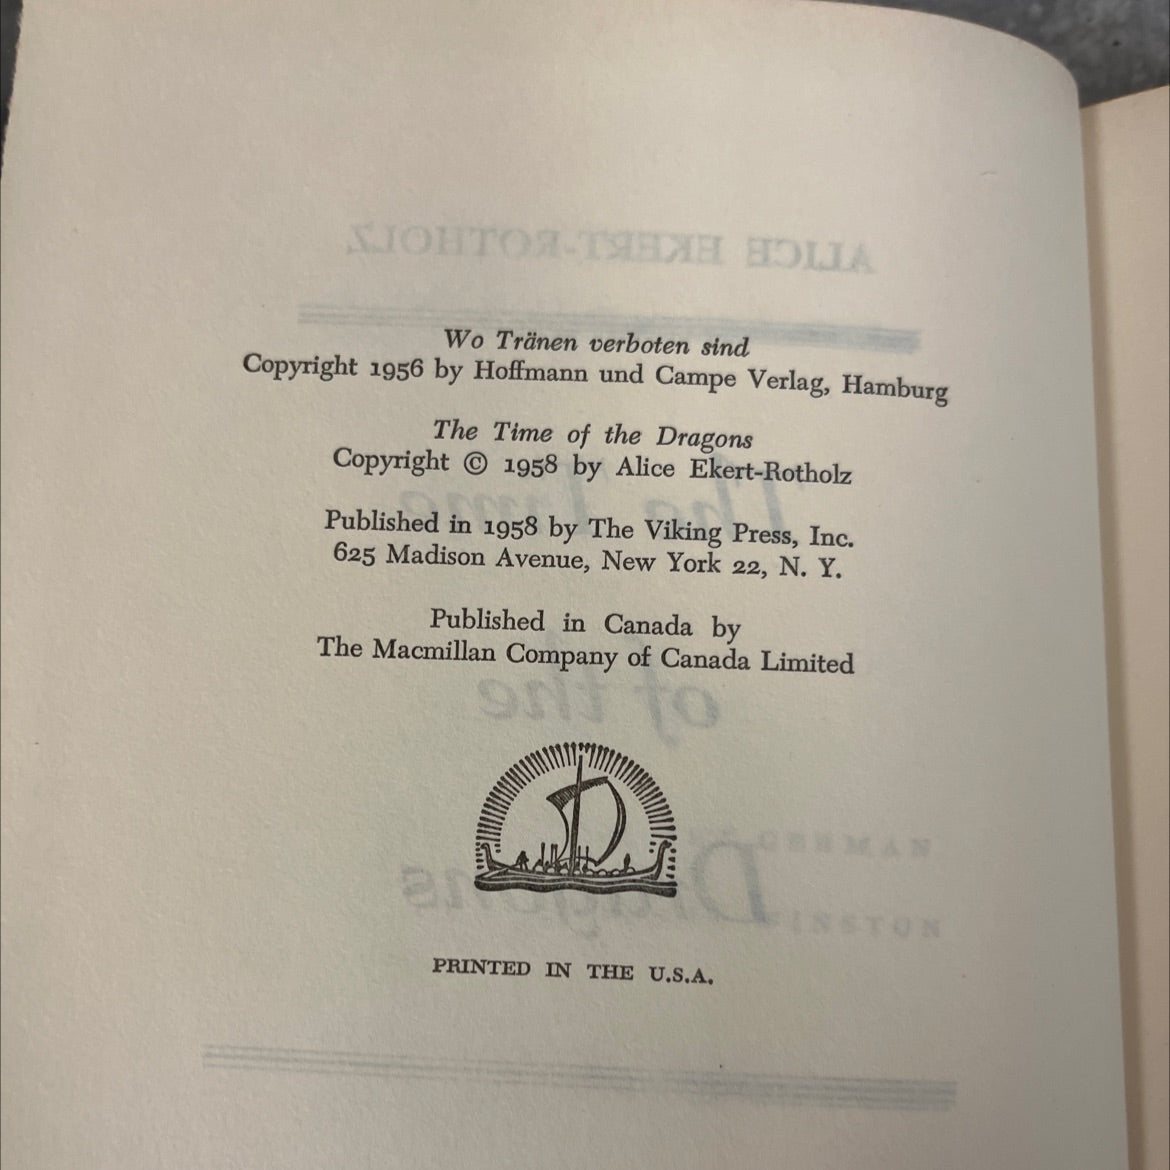 Wo Tränen verboten sind
Copyright 1956 by Hoffmann und Campe Verlag, Hamburg
The Time of the Dragons
Copyright © 1958 by Alice Ekert-Rotholz
Published in 1958 by The Viking Press, Inc.
625 Madison Avenue, New York 22, N. Y.
Published in Canada by
The Macmillan Company of Canada Limited
PRINTED IN THE U.S.A.